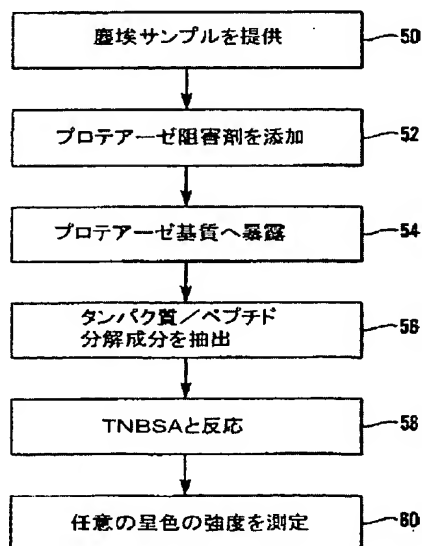 塵埃サンプルを提供
50
プロテアーゼ阻害剤を添加
52
プロテアーゼ基質へ暴露
54
タンパク質/ペプチド
分解成分を抽出
56
TNBSAと反応
58
任意の呈色の強度を測定
60